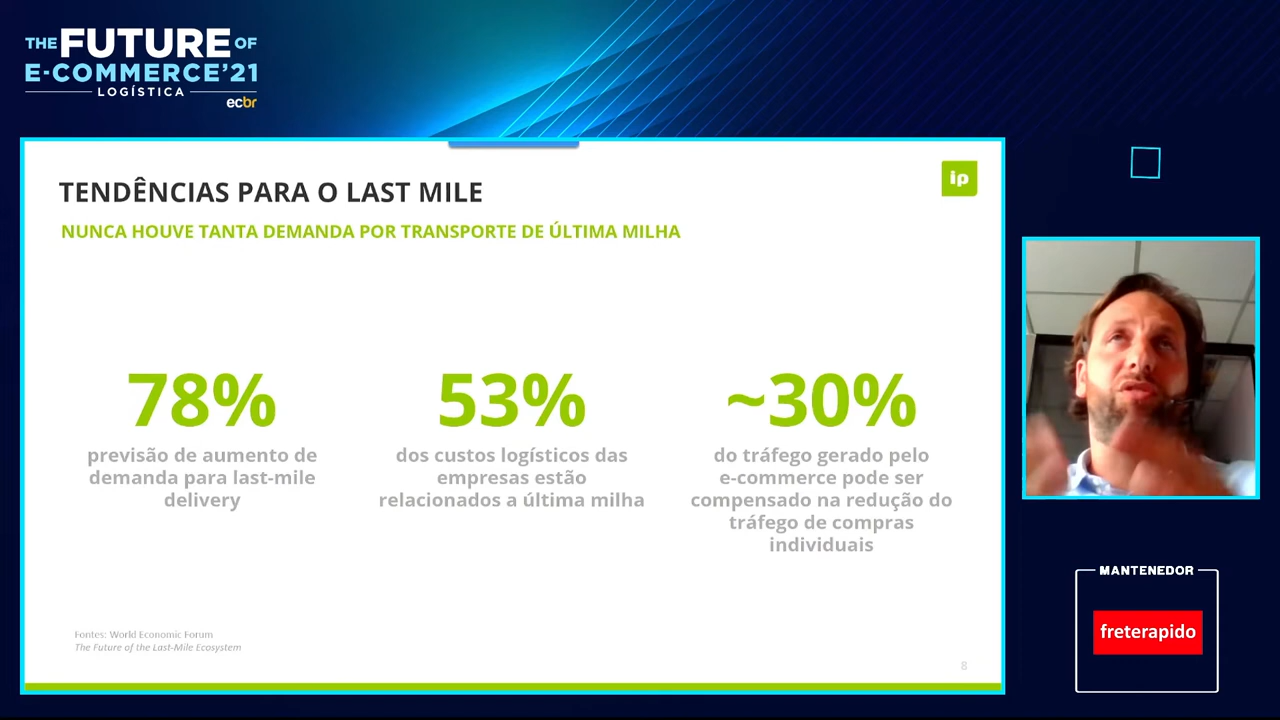 THE FUTURE OF
E-COMMERCE'21
LOGÍSTICA
ecbr
TENDÊNCIAS PARA O LAST MILE
ip
NUNCA HOUVE TANTA DEMANDA POR TRANSPORTE DE ÚLTIMA MILHA
78%
previsão de aumento de
demanda para last-mile
delivery
53%
dos custos logísticos das
empresas estão
relacionados a última milha
~30%
do tráfego gerado pelo
e-commerce pode ser
compensado na redução do
tráfego de compras
individuais
Fontes: World Economic Forum
The Future of the Last-Mile Ecosystem
8
MANTENEDOR
freterapido